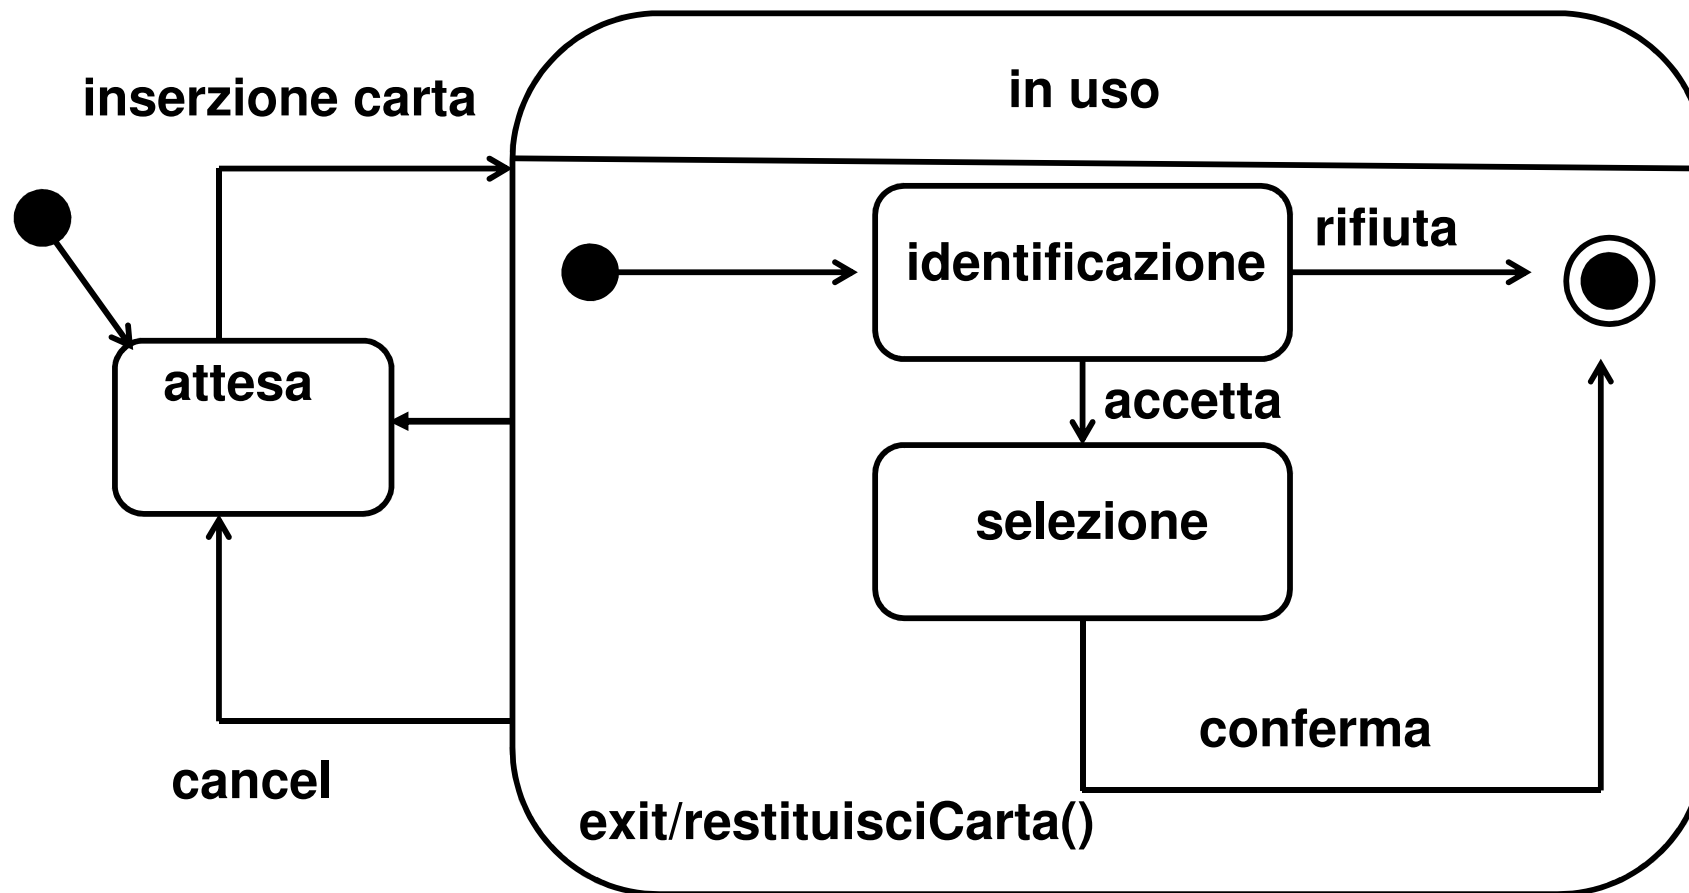 in uso
inserzione carta
identificazione
rifiuta
attesa
accetta
selezione
conferma
cancel
exit/restituisciCarta()